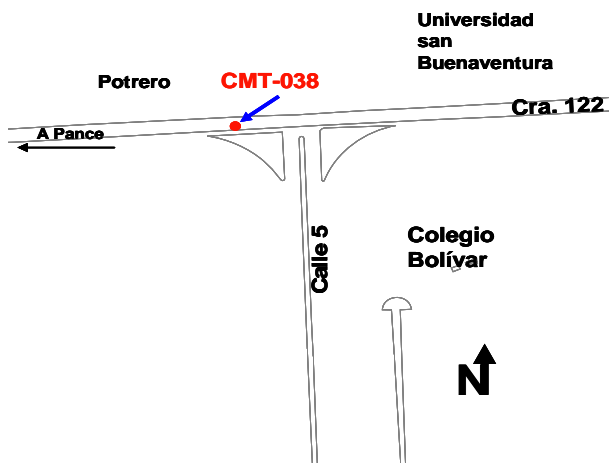 Universidad
san
Buenaventura
Potrero
CMT-038
Cra. 122
A Pance
Calle 5
Colegio
Bolívar
N